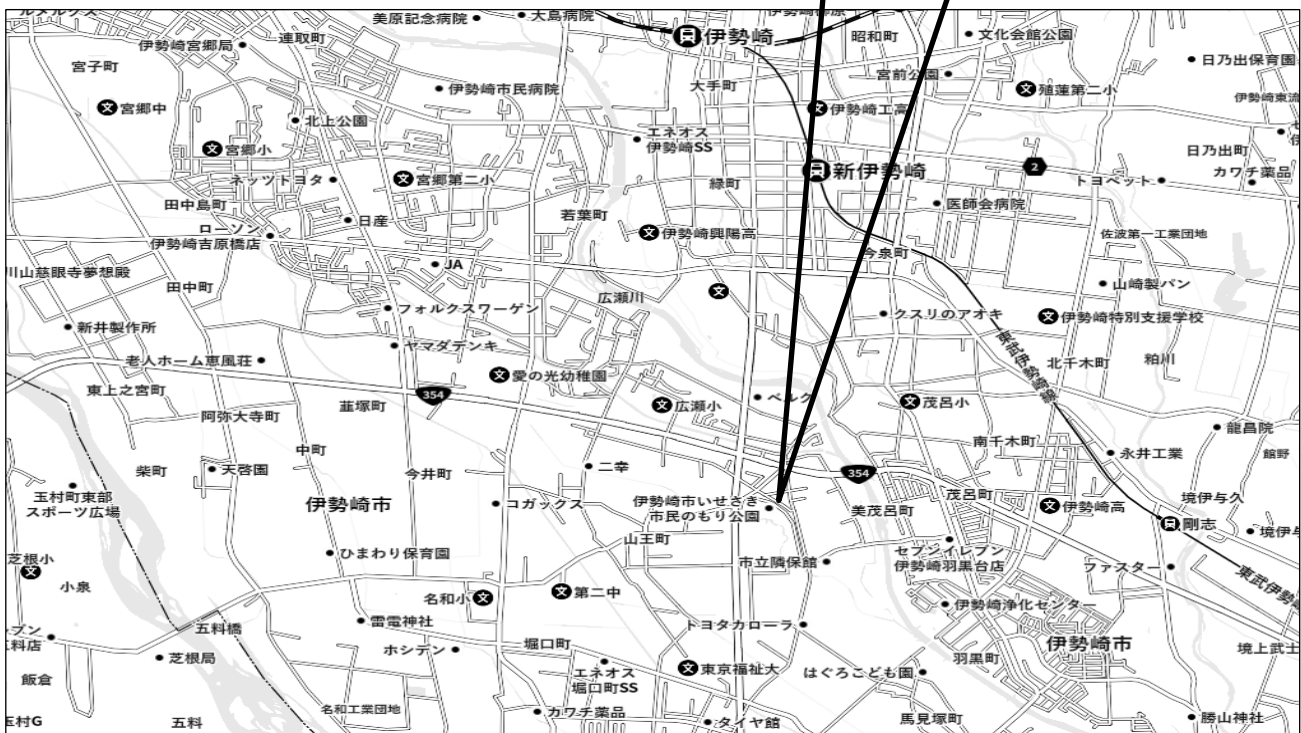 美原記念病院
大島病院
伊勢崎
昭和町
文化会館公園
伊勢崎宮郷局
連取町
宮子町
伊勢崎市民病院
大手町
宮前公園
日乃出保育園
殖蓮第二小
宮郷中
北上公園
伊勢崎工高
エネオス
伊勢崎SS
宮郷小
新伊勢崎
2
日乃出町
ネッツトヨタ
宮郷第二小
緑町
トヨペット
カワチ薬品
田中島町
日産
若葉町
医師会病院
ローソン
伊勢崎吉原橋店
伊勢崎興陽高
佐波第一工業団地
今泉町
JA
川山慈眼寺夢想殿
田中町
広瀬川
山崎製パン
フォルクスワーゲン
クスリのアオキ
伊勢崎特別支援学校
新井製作所
東武伊勢崎線
老人ホーム恵風荘
ヤマダデンキ
北千木町
粕川
東上之宮町
愛の光幼稚園
354
韮塚町
広瀬小
ベルク
茂呂小
阿弥大寺町
龍昌院
中町
南千木町
永井工業
館野
柴町
天啓園
今井町
二幸
354
玉村町東部
スポーツ広場
伊勢崎市
コガックス
伊勢崎市いせさき
市民のもり公園
美茂呂町
茂呂町
伊勢崎高
境伊与久
剛志
山王町
芝根小
ひまわり保育園
市立隣保館
セブンイレブン
伊勢崎羽黒台店
ファスター
小泉
名和小
第二中
伊勢崎浄化センター
五料橋
雷電神社
トヨタカローラ
伊勢崎市
芝根局
ホシデン
堀口町
羽黒町
境上武士
飯倉
エネオス
堀口町SS
東京福祉大
はぐろこども園
名和工業団地
カワチ薬品
五料
タイヤ館
馬見塚町
勝山神社